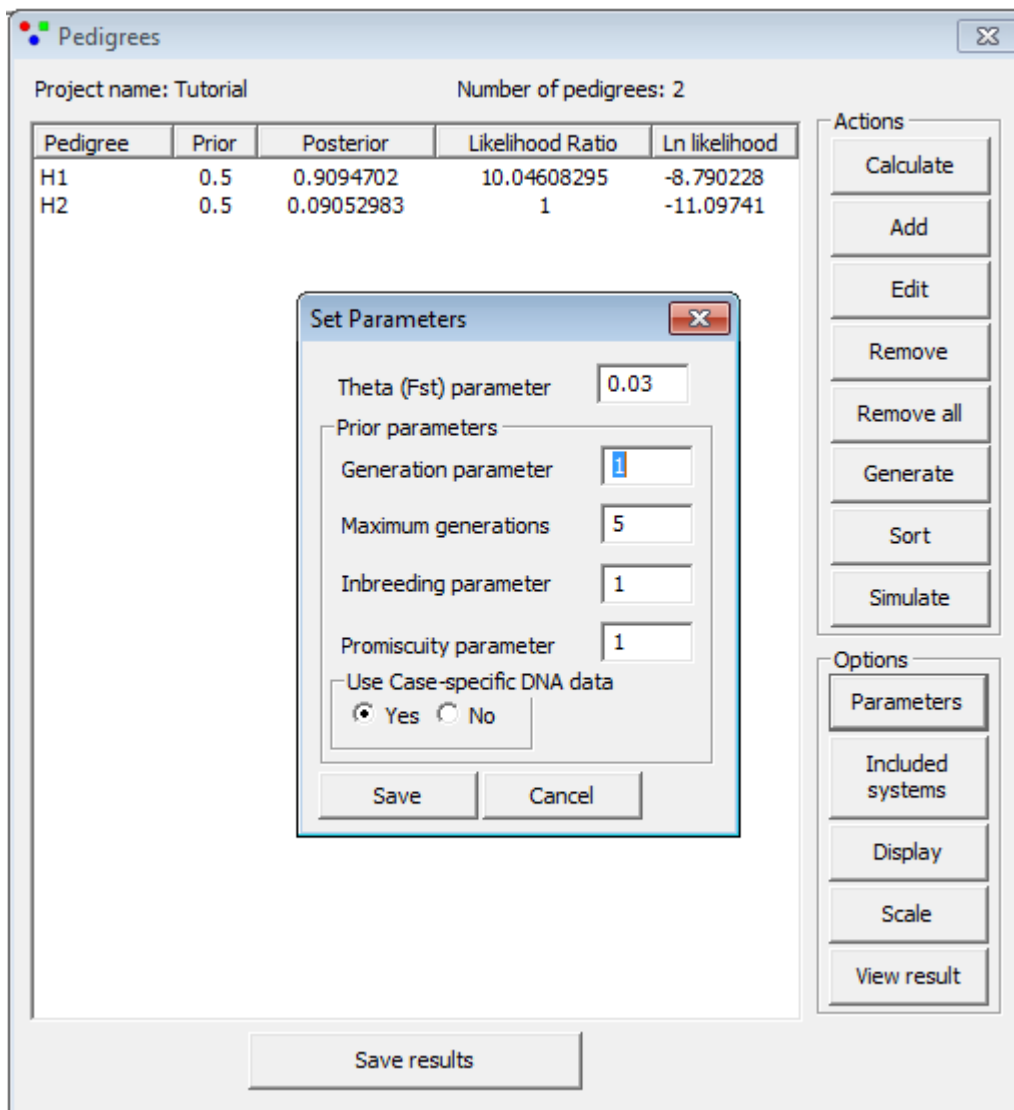 Pedigrees
Project name: Tutorial Number of pedigrees: 2
Pedigree Prior Posterior Likelihood Ratio Ln likelihood
H1 0.5 0.9094702 10.04608295 -8.790228
H2 0.5 0.09052983 1 -11.09741
Set Parameters
Theta (Fst) parameter 0.03
Prior parameters
Generation parameter 1
Maximum generations 5
Inbreeding parameter 1
Promiscuity parameter 1
Use Case-specific DNA data
Yes No
Save Cancel
Actions
Calculate
Add
Edit
Remove
Remove all
Generate
Sort
Simulate
Options
Parameters
Included
systems
Display
Scale
View result
Save results